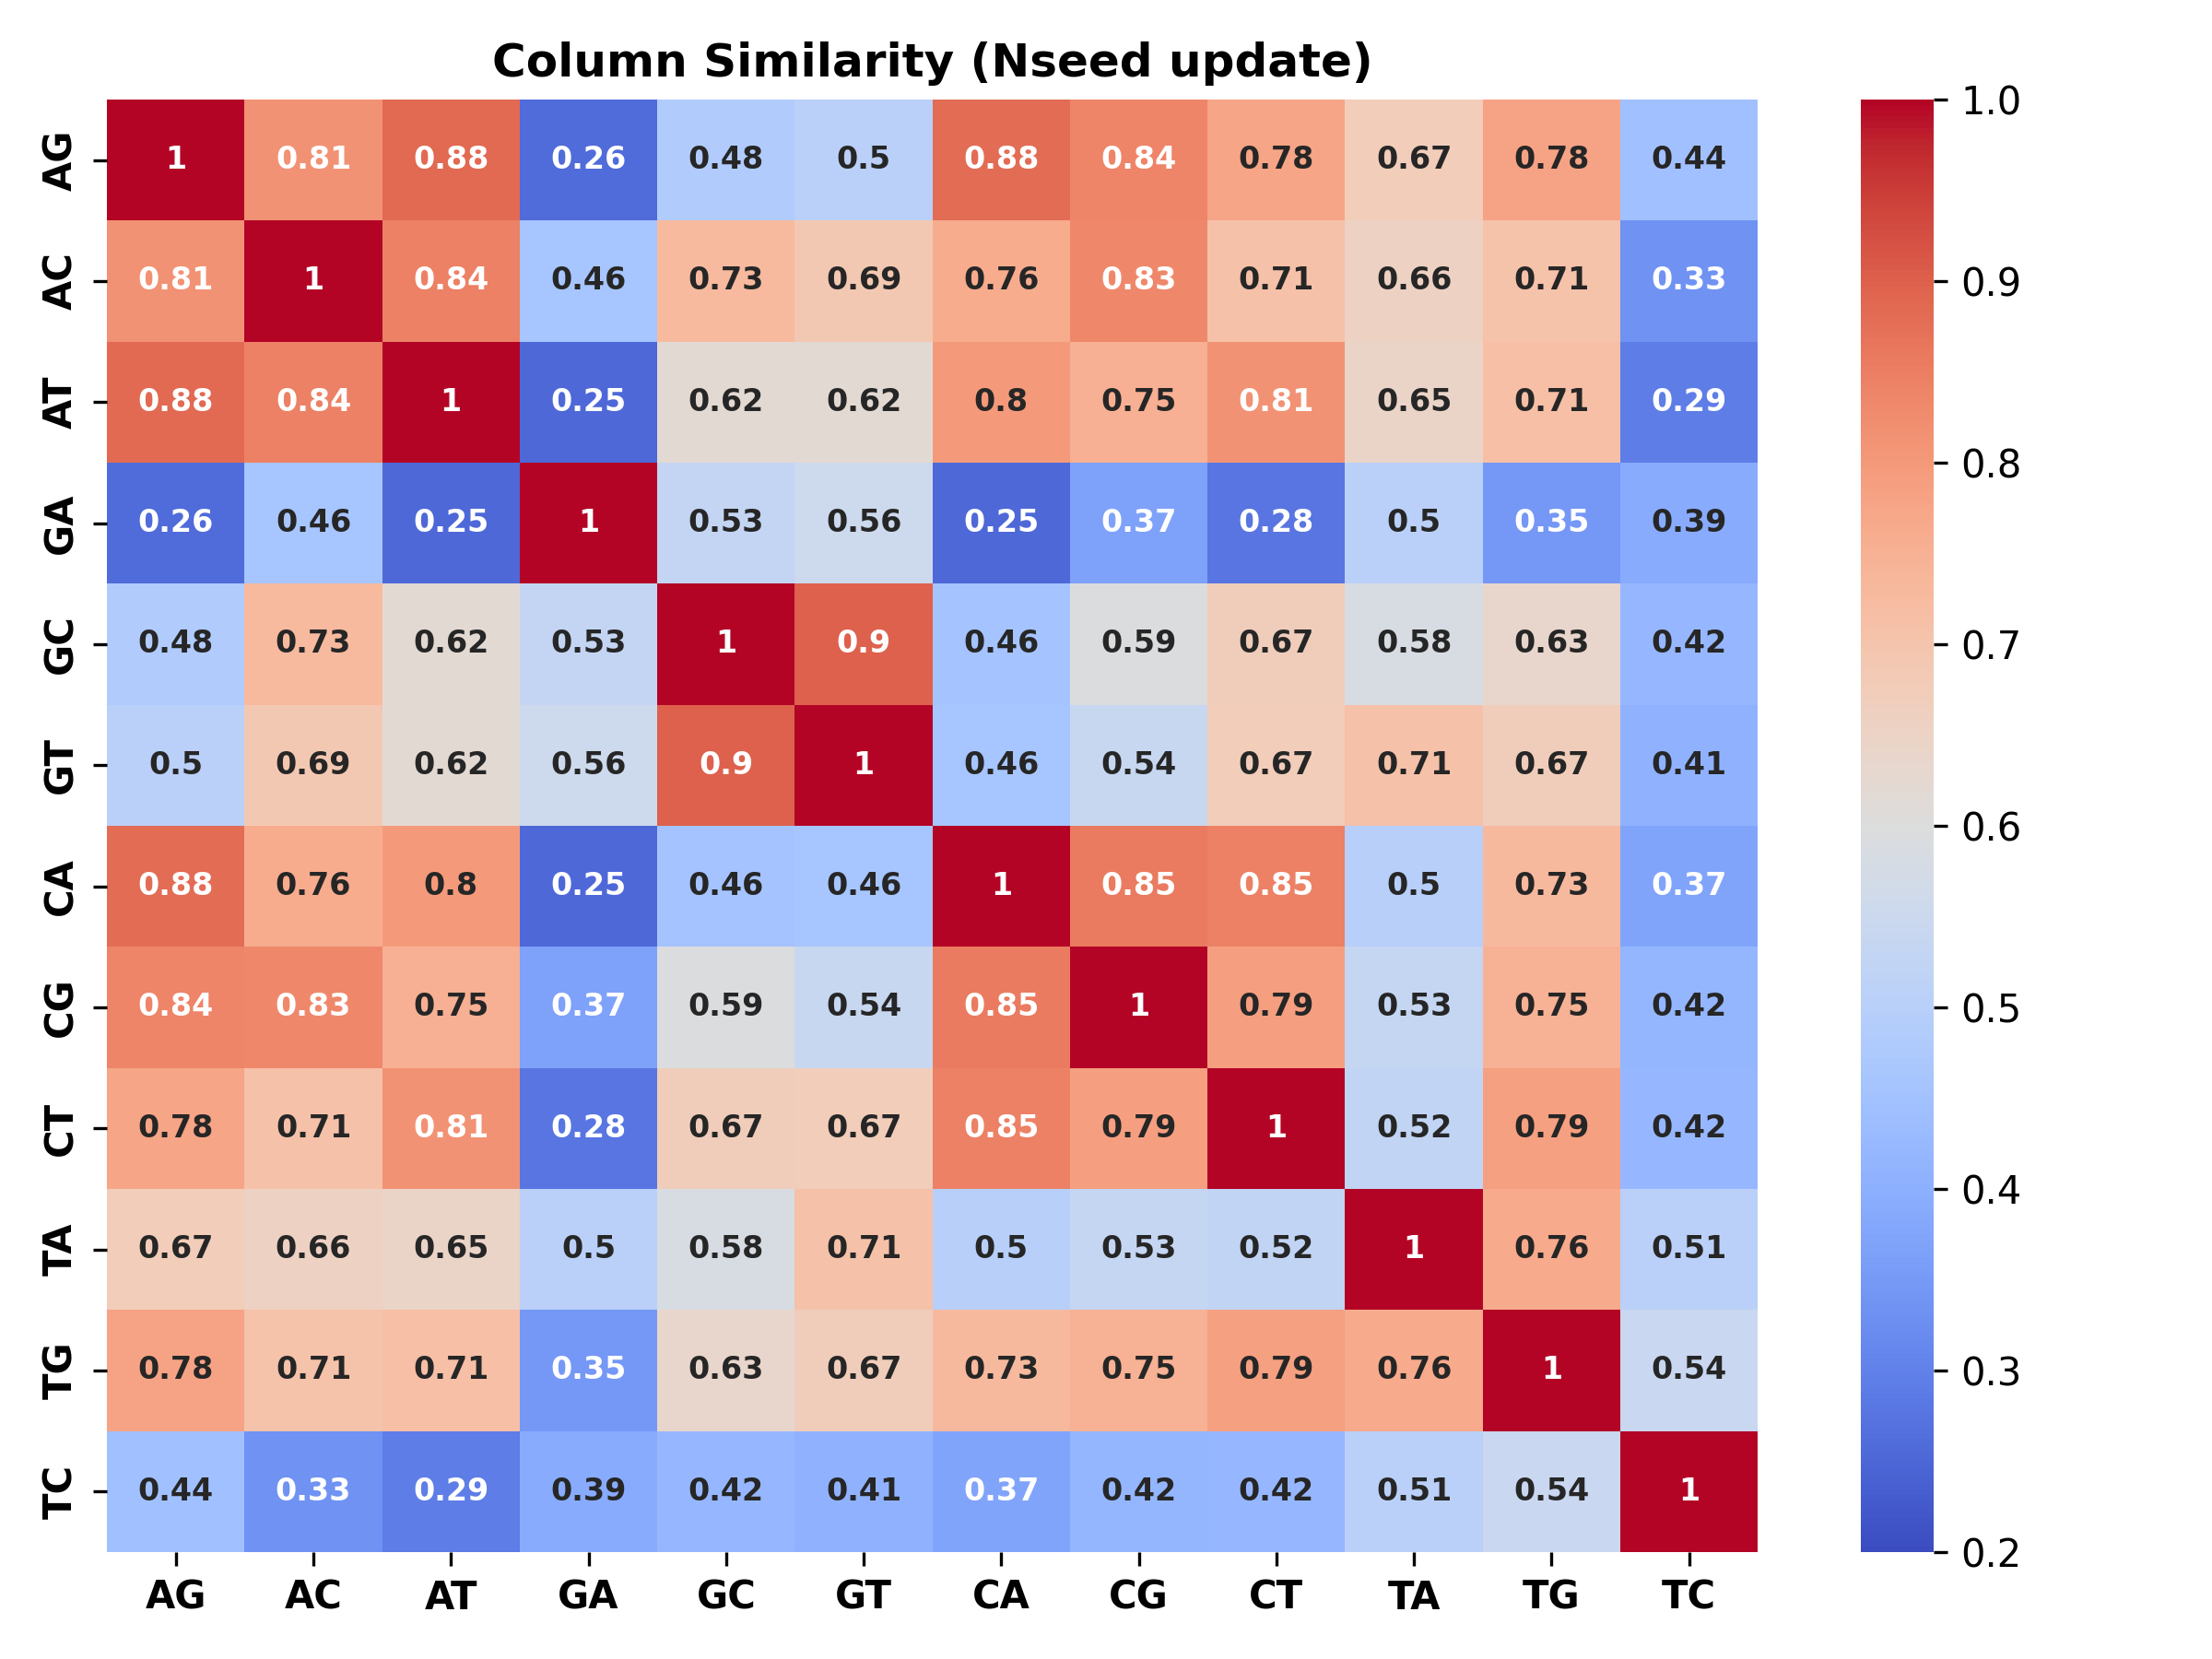 Column Similarity (Nseed update)
AG 1 0.81 0.88 0.26 0.48 0.5 0.88 0.84 0.78 0.67 0.78 0.44
AC 0.81 1 0.84 0.46 0.73 0.69 0.76 0.83 0.71 0.66 0.71 0.33
AT 0.88 0.84 1 0.25 0.62 0.62 0.8 0.75 0.81 0.65 0.71 0.29
GA 0.26 0.46 0.25 1 0.53 0.56 0.25 0.37 0.28 0.5 0.35 0.39
GC 0.48 0.73 0.62 0.53 1 0.9 0.46 0.59 0.67 0.58 0.63 0.42
GT 0.5 0.69 0.62 0.56 0.9 1 0.46 0.54 0.67 0.71 0.67 0.41
CA 0.88 0.76 0.8 0.25 0.46 0.46 1 0.85 0.85 0.5 0.73 0.37
CG 0.84 0.83 0.75 0.37 0.59 0.54 0.85 1 0.79 0.53 0.75 0.42
CT 0.78 0.71 0.81 0.28 0.67 0.67 0.85 0.79 1 0.52 0.79 0.42
TA 0.67 0.66 0.65 0.5 0.58 0.71 0.5 0.53 0.52 1 0.76 0.51
TG 0.78 0.71 0.71 0.35 0.63 0.67 0.73 0.75 0.79 0.76 1 0.54
TC 0.44 0.33 0.29 0.39 0.42 0.41 0.37 0.42 0.42 0.51 0.54 1
AG AC AT GA GC GT CA CG CT TA TG TC
1.0
0.9
0.8
0.7
0.6
0.5
0.4
0.3
0.2